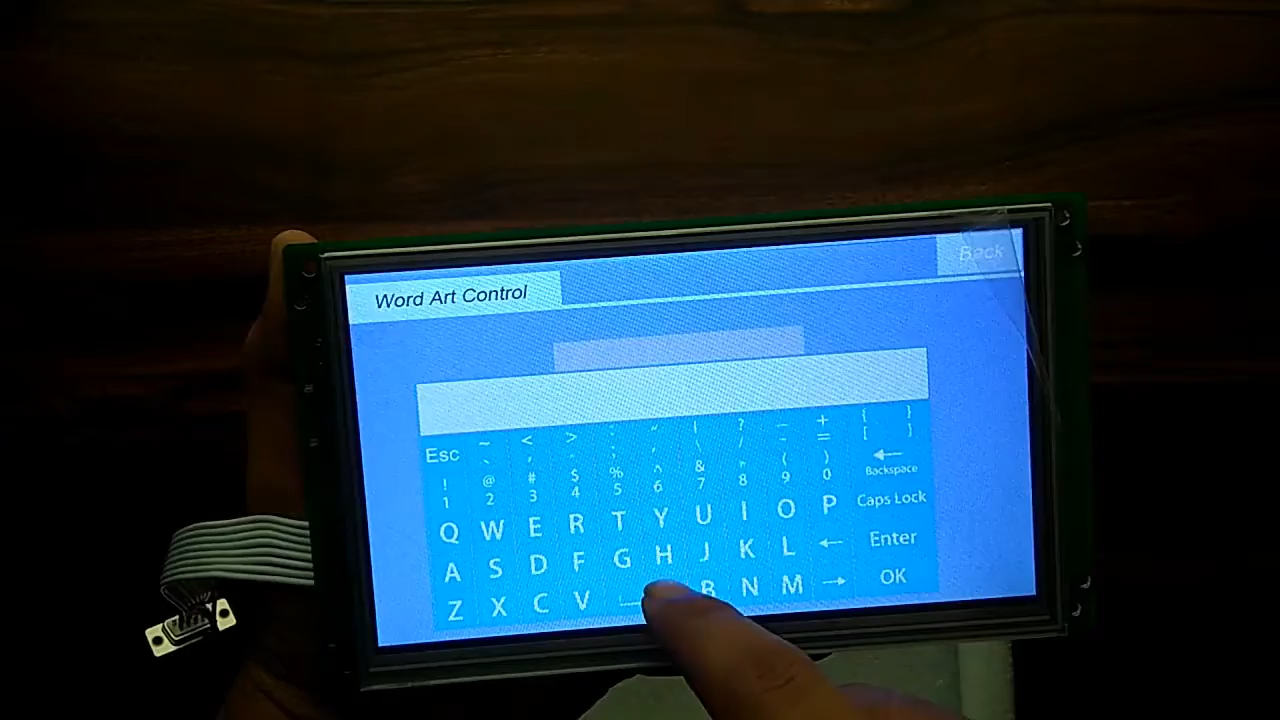 Word Art Control
Back
Esc ~ < > ? _ + { }
\ / - = [ ]
! @ # $ % ^ & ( ) Backspace
1 2 3 4 5 6 7 8 9 0
Q W E R T Y U I O P Caps Lock
A S D F G H J K L ← Enter
Z X C V B N M → OK